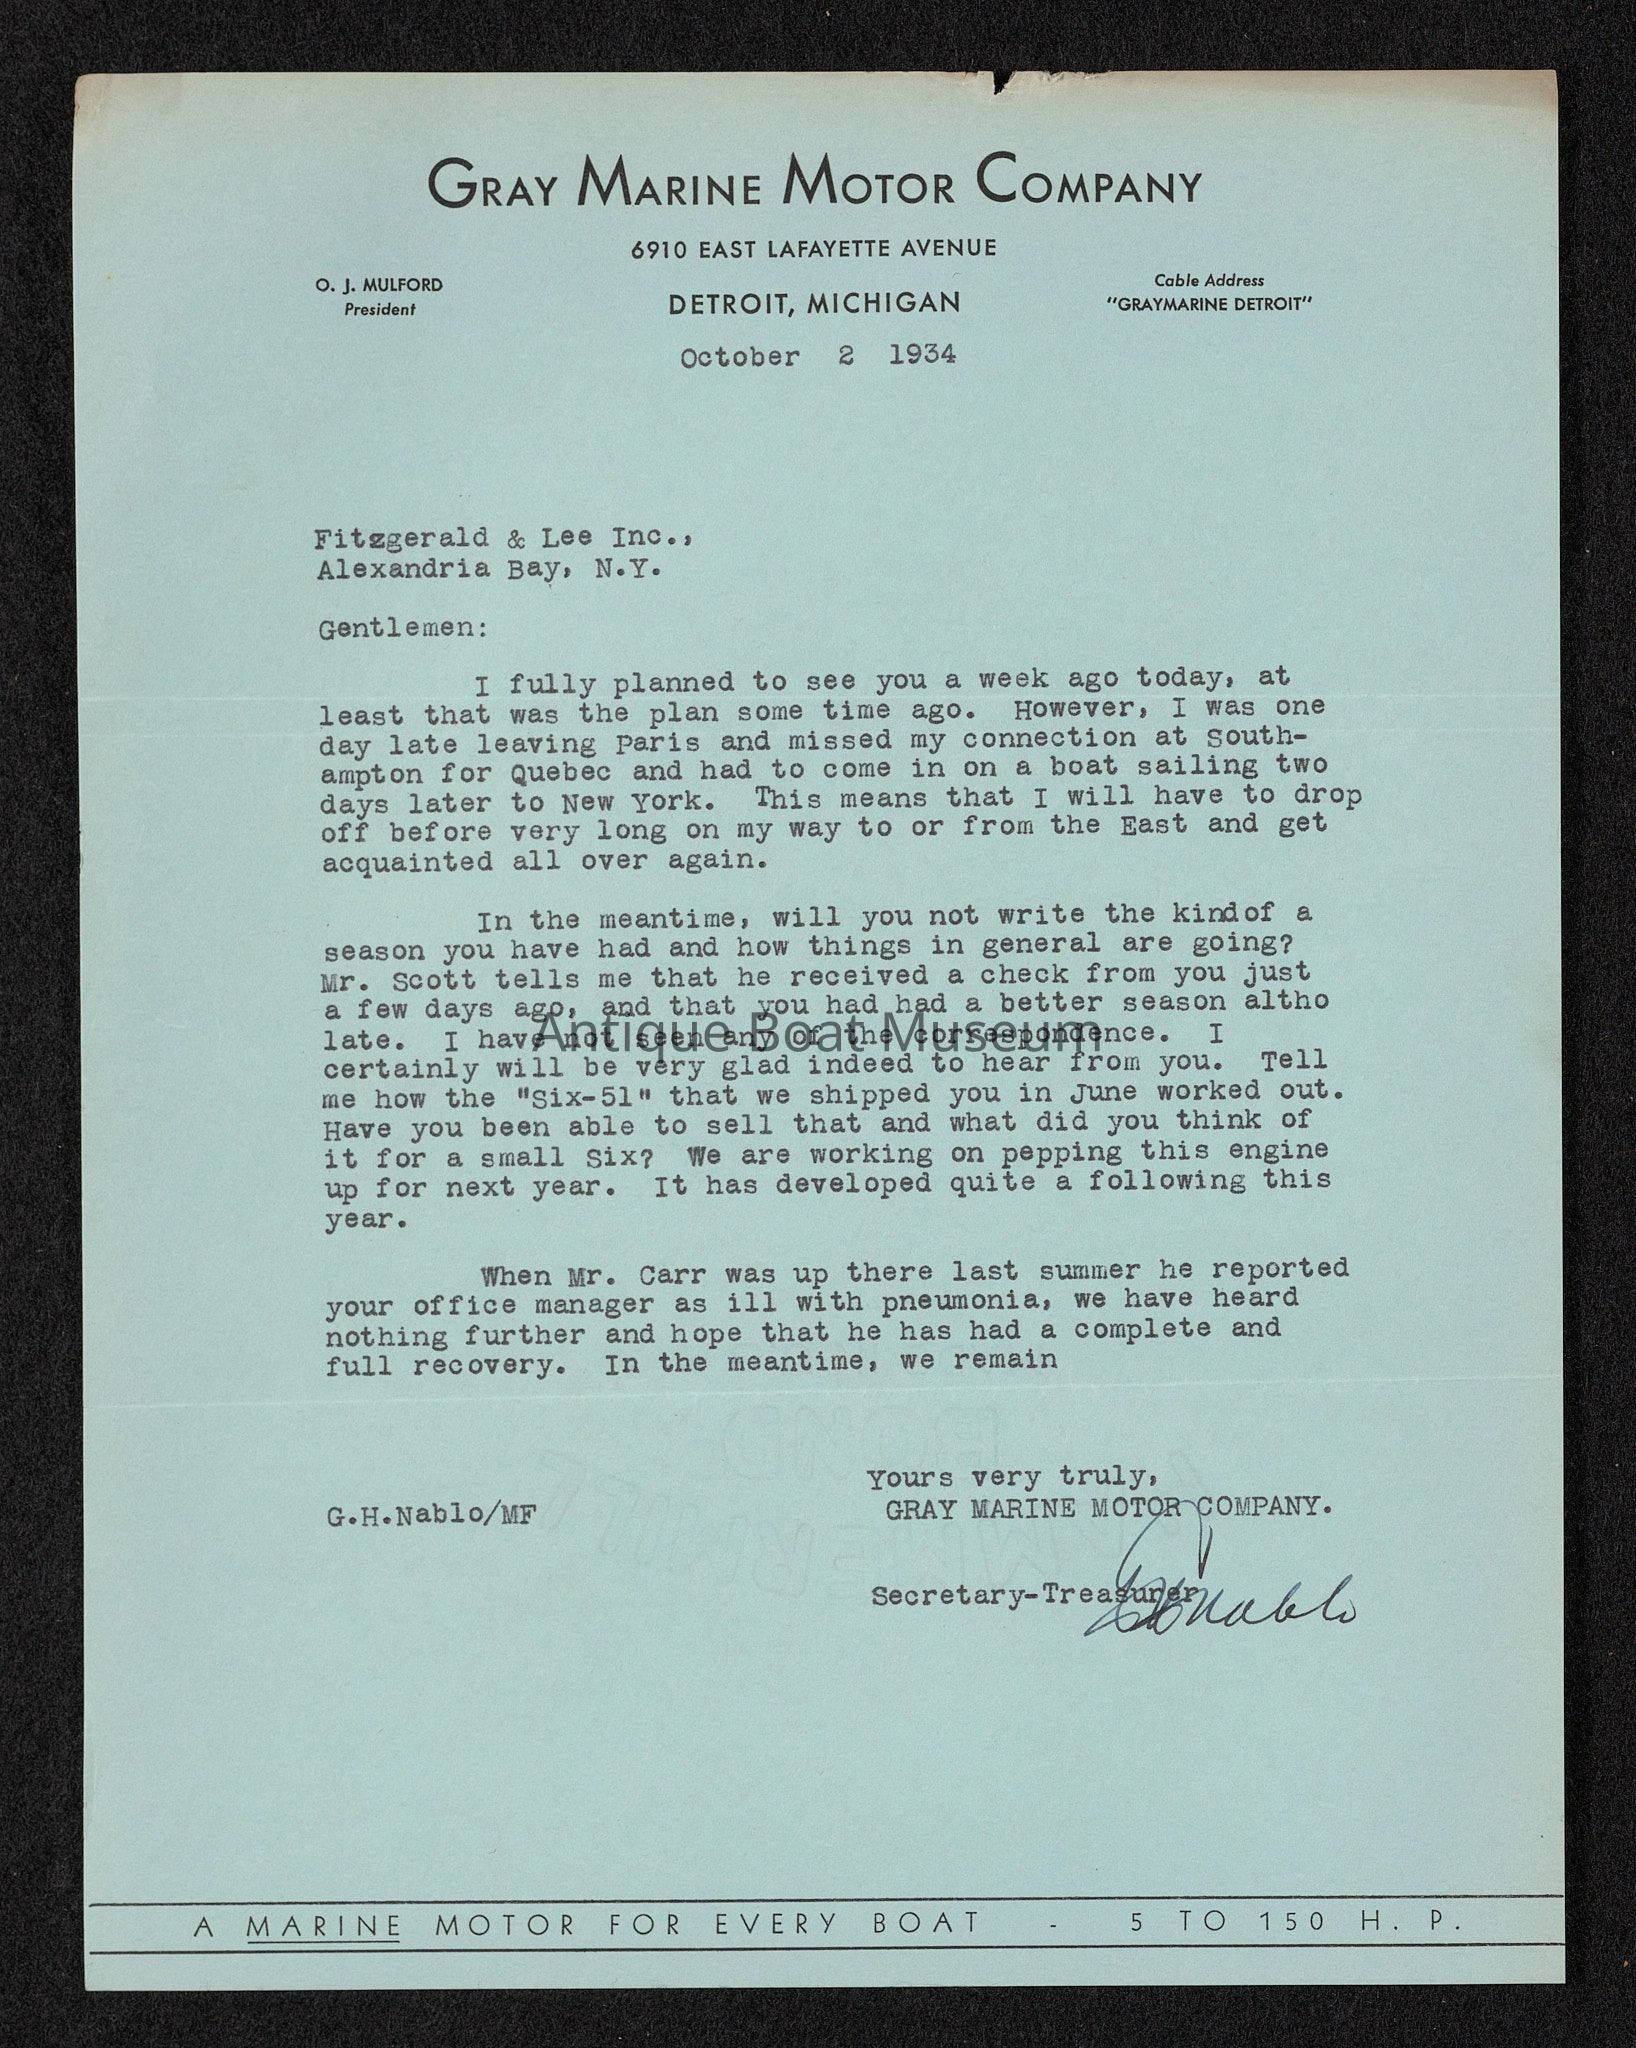 GRAY MARINE MOTOR COMPANY
6910 EAST LAFAYETTE AVENUE
O. J. MULFORD
President
DETROIT, MICHIGAN
Cable Address
"GRAYMARINE DETROIT"
October 2 1934
Fitzgerald & Lee Inc.,
Alexandria Bay, N.Y.
Gentlemen:
I fully planned to see you a week ago today, at
least that was the plan some time ago. However, I was one
day late leaving Paris and missed my connection at South-
ampton for Quebec and had to come in on a boat sailing two
days later to New York. This means that I will have to drop
off before very long on my way to or from the East and get
acquainted all over again.
In the meantime, will you not write the kindof a
season you have had and how things in general are going?
Mr. Scott tells me that he received a check from you just
a few days ago, and that you had had a better season altho
late. I have not seen any of the correspondence. I
Antique Boat Museum
certainly will be very glad indeed to hear from you. Tell
me how the "Six-51" that we shipped you in June worked out.
Have you been able to sell that and what did you think of
it for a small Six? We are working on pepping this engine
up for next year. It has developed quite a following this
year.
When Mr. Carr was up there last summer he reported
your office manager as ill with pneumonia, we have heard
nothing further and hope that he has had a complete and
full recovery. In the meantime, we remain
Yours very truly,
G.H.Nablo/MF
GRAY MARINE MOTOR COMPANY.
Secretary-Treasurer
GHNablo
A MARINE MOTOR FOR EVERY BOAT - 5 TO 150 H. P.